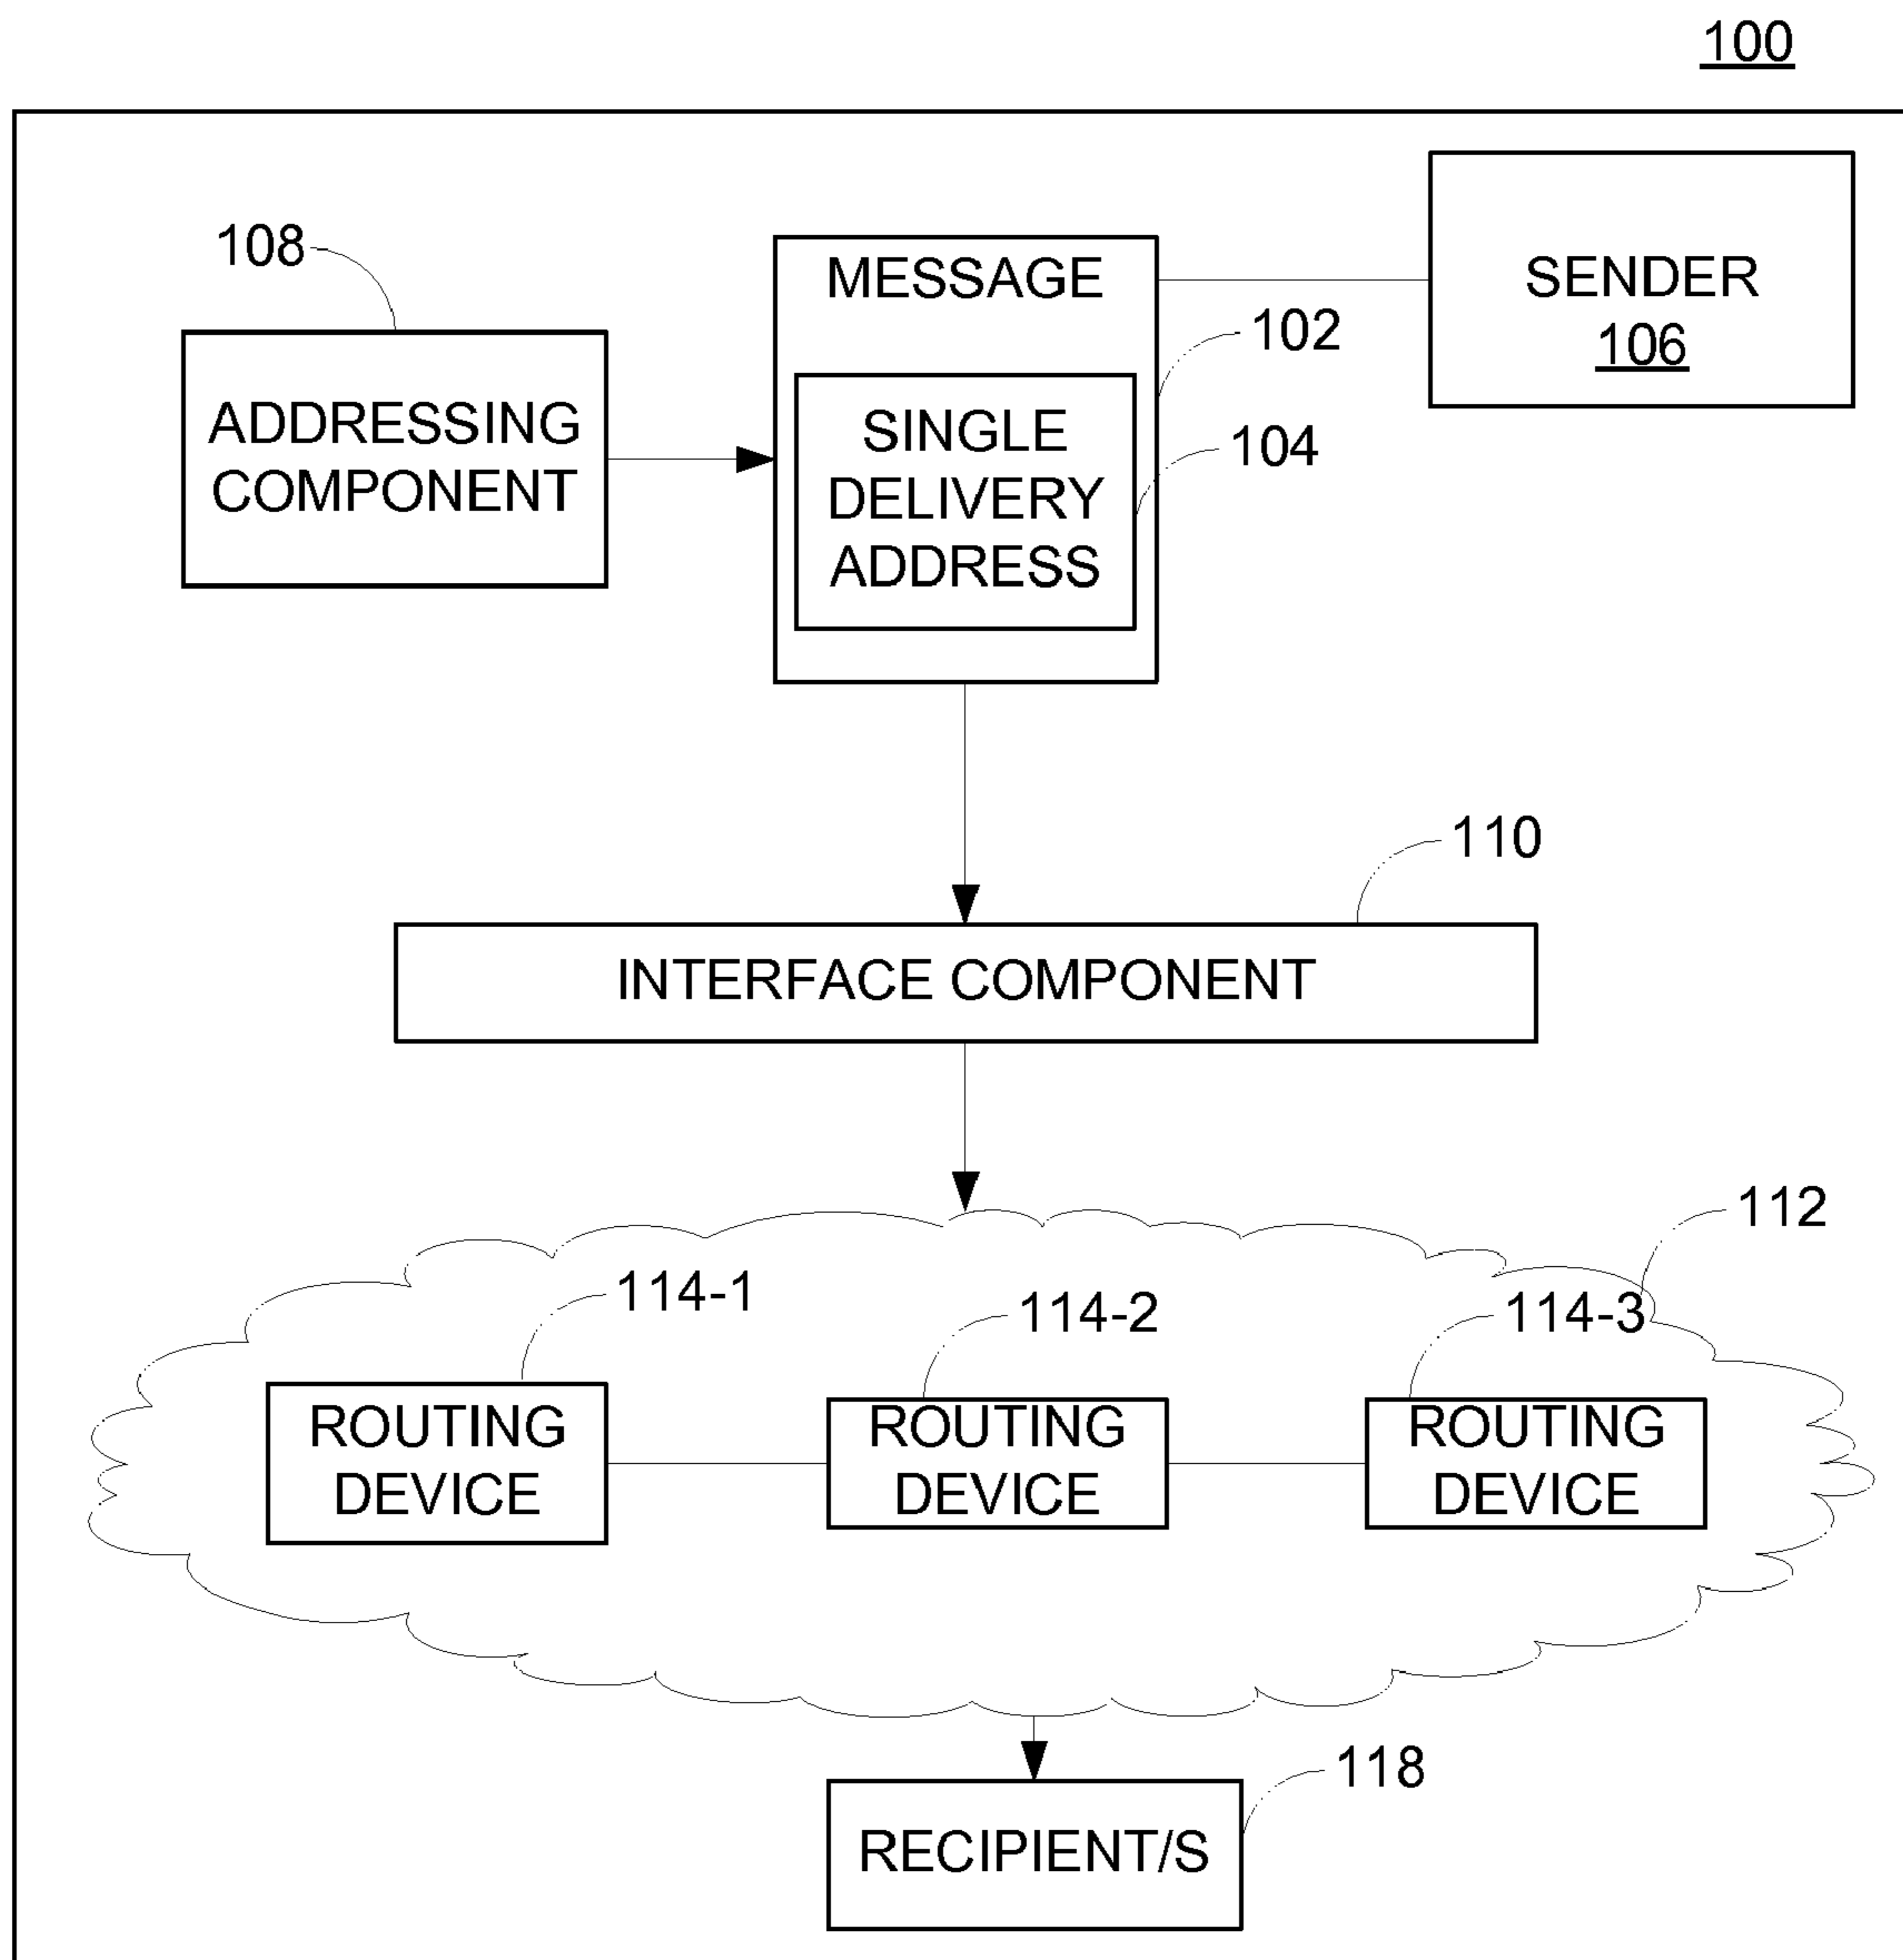 100
108
MESSAGE
SENDER
106
102
ADDRESSING
COMPONENT
SINGLE
DELIVERY
ADDRESS
104
110
INTERFACE COMPONENT
112
114-1
114-2
114-3
ROUTING
DEVICE
ROUTING
DEVICE
ROUTING
DEVICE
118
RECIPIENT/S